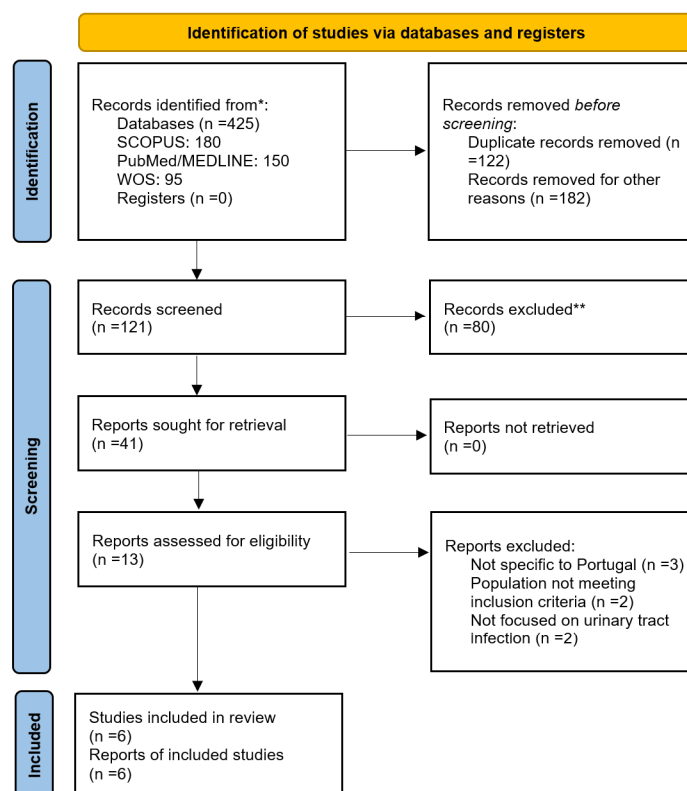 Identification of studies via databases and registers
Identification
Records identified from*:
Databases (n =425)
SCOPUS: 180
PubMed/MEDLINE: 150
WOS: 95
Registers (n =0)
Records removed before
screening:
Duplicate records removed (n
=122)
Records removed for other
reasons (n =182)
Screening
Records screened
(n =121)
Records excluded**
(n =80)
Reports sought for retrieval
(n =41)
Reports not retrieved
(n =0)
Reports assessed for eligibility
(n =13)
Reports excluded:
Not specific to Portugal (n =3)
Population not meeting
inclusion criteria (n =2)
Not focused on urinary tract
infection (n =2)
Included
Studies included in review
(n =6)
Reports of included studies
(n =6)